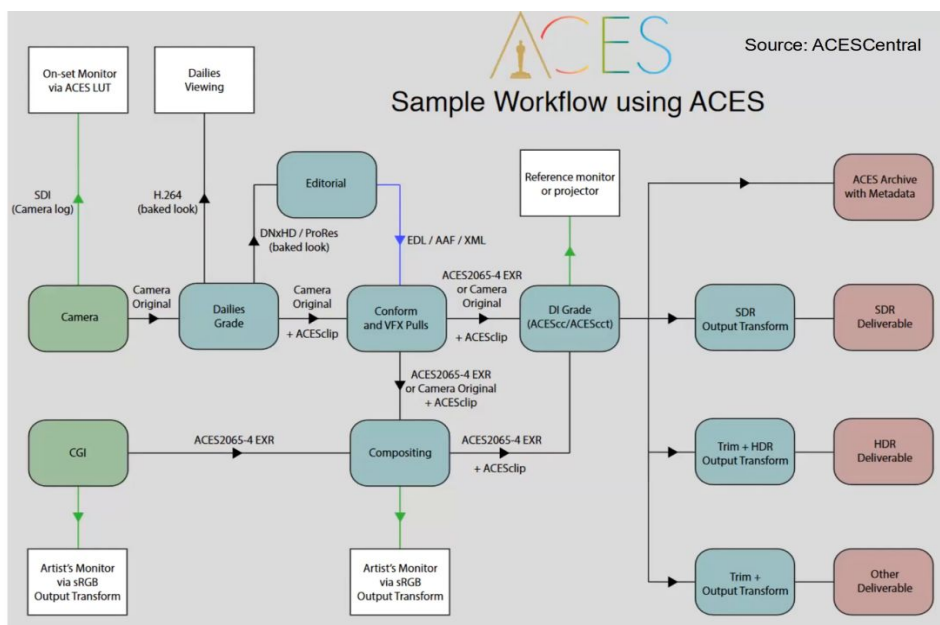 ACES
Source: ACESCentral
Sample Workflow using ACES
On-set Monitor
via ACES LUT
Dailies
Viewing
Editorial
Reference monitor
or projector
ACES Archive
with Metadata
SDI
(Camera log)
H.264
(baked look)
DNxHD / ProRes
(baked look)
EDL / AAF / XML
Camera
Camera
Original
Dailies
Grade
Camera
Original
+ ACESclip
Conform
and VFX Pulls
ACES2065-4 EXR
or Camera
Original
+ ACESclip
DI Grade
(ACEScc/ACEScct)
SDR
Output Transform
SDR
Deliverable
ACES2065-4 EXR
or Camera Original
+ ACESclip
CGI
ACES2065-4 EXR
Compositing
ACES2065-4 EXR
+ ACESclip
Trim + HDR
Output Transform
HDR
Deliverable
Artist's Monitor
via sRGB
Output Transform
Artist's Monitor
via sRGB
Output Transform
Trim +
Output Transform
Other
Deliverable